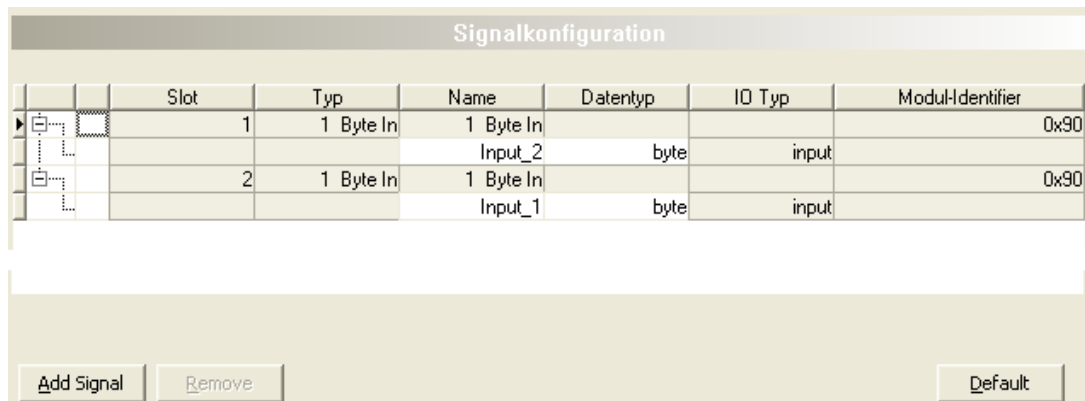 Signalkonfiguration
Slot Typ Name Datentyp IO Typ Modul-Identifier
1 1 Byte In 1 Byte In 0x90
Input_2 byte input
2 1 Byte In 1 Byte In 0x90
Input_1 byte input
Add Signal Remove Default